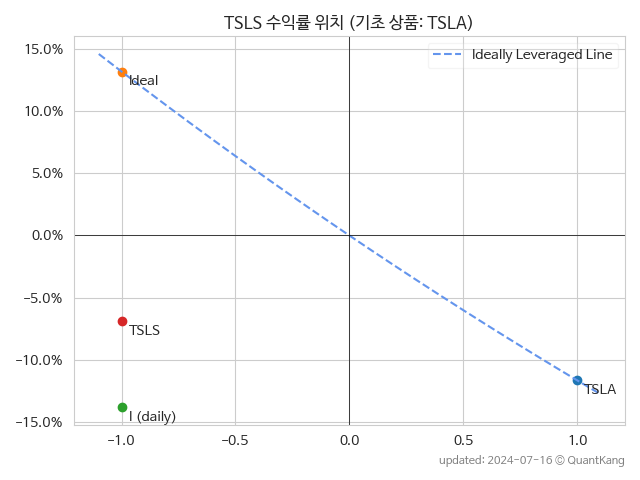 TSLS 수익률 위치 (기초 상품: TSLA)
Ideally Leveraged Line
15.0%
10.0%
5.0%
0.0%
−5.0%
−10.0%
−15.0%
Ideal
TSLS
I (daily)
TSLA
−1.0 −0.5 0.0 0.5 1.0
updated: 2024-07-16 © QuantKang